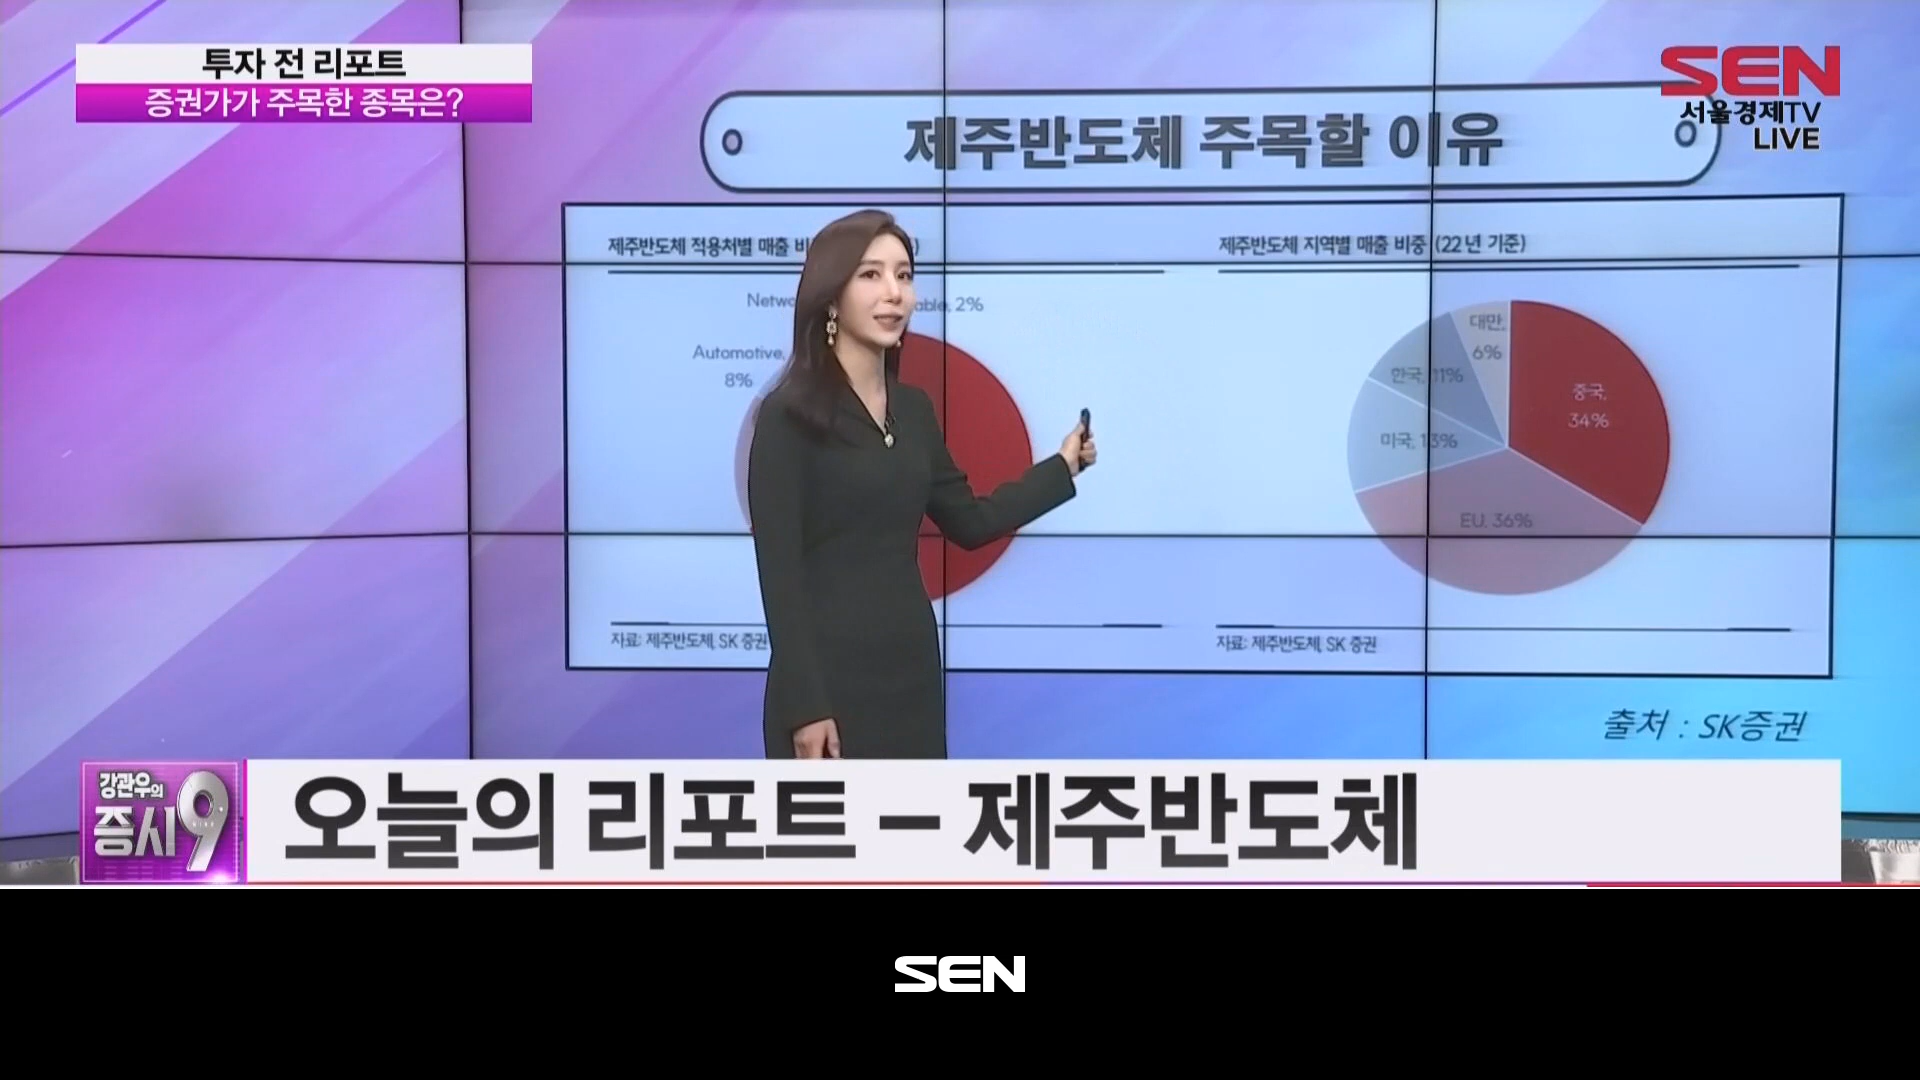 투자 전 리포트
증권가가 주목한 종목은?
SEN
서울경제TV
LIVE
제주반도체 주목할 이유
제주반도체 적용처별 매출
제주반도체 지역별 매출 비중 (22년 기준)
2%
Automotive,
8%
대만,
6%
한국, 11%
중국,
34%
미국, 13%
EU, 36%
자료: 제주반도체, SK 증권
자료: 제주반도체, SK 증권
출처 : SK증권
강관우의
증시9
오늘의 리포트 – 제주반도체
SEN